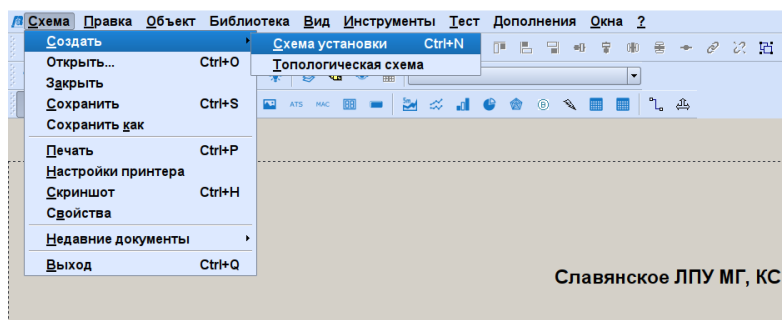 Схема Правка Объект Библиотека Вид Инструменты Тест Дополнения Окна ?
Создать
Схема установки Ctrl+N
Открыть... Ctrl+O
Топологическая схема
Закрыть
Сохранить Ctrl+S
ATS MAC
B
Сохранить как
Печать Ctrl+P
Настройки принтера
Скриншот Ctrl+H
Свойства
Недавние документы
Выход Ctrl+Q
Славянское ЛПУ МГ, КС